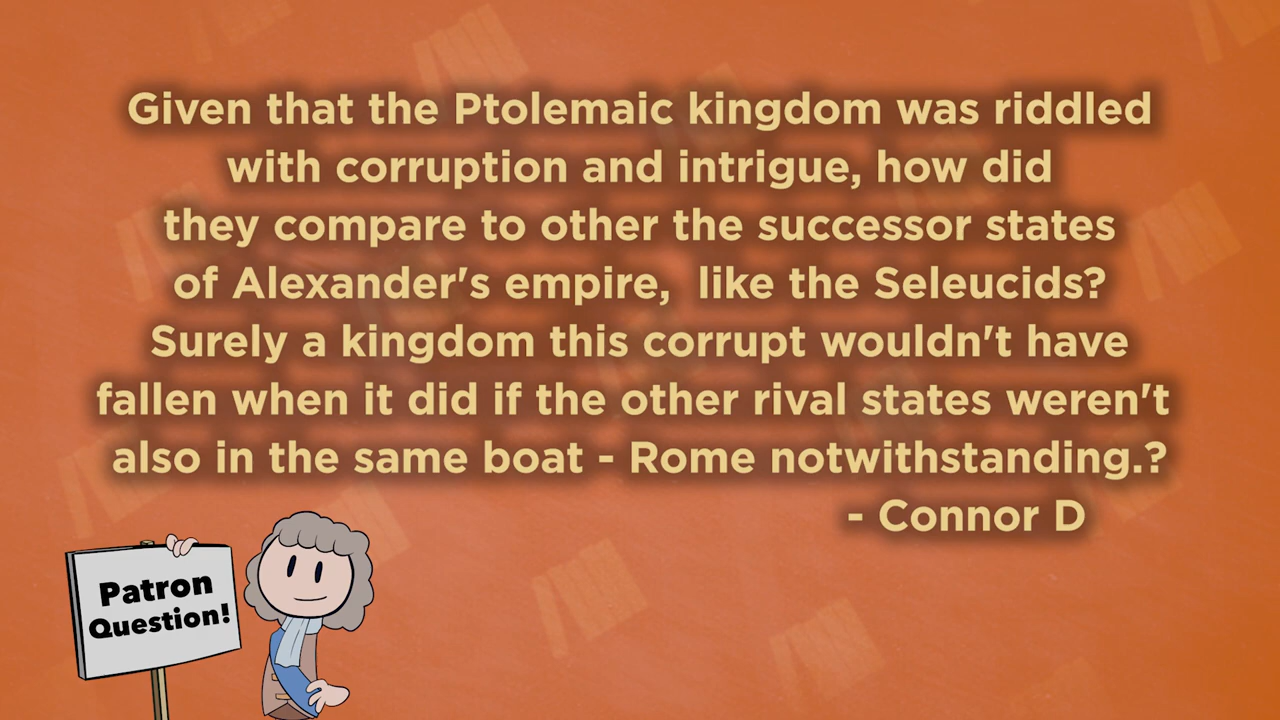 Given that the Ptolemaic kingdom was riddled
with corruption and intrigue, how did
they compare to other the successor states
of Alexander's empire,  like the Seleucids?
Surely a kingdom this corrupt wouldn't have
fallen when it did if the other rival states weren't
also in the same boat - Rome notwithstanding.?
- Connor D
Patron
Question!